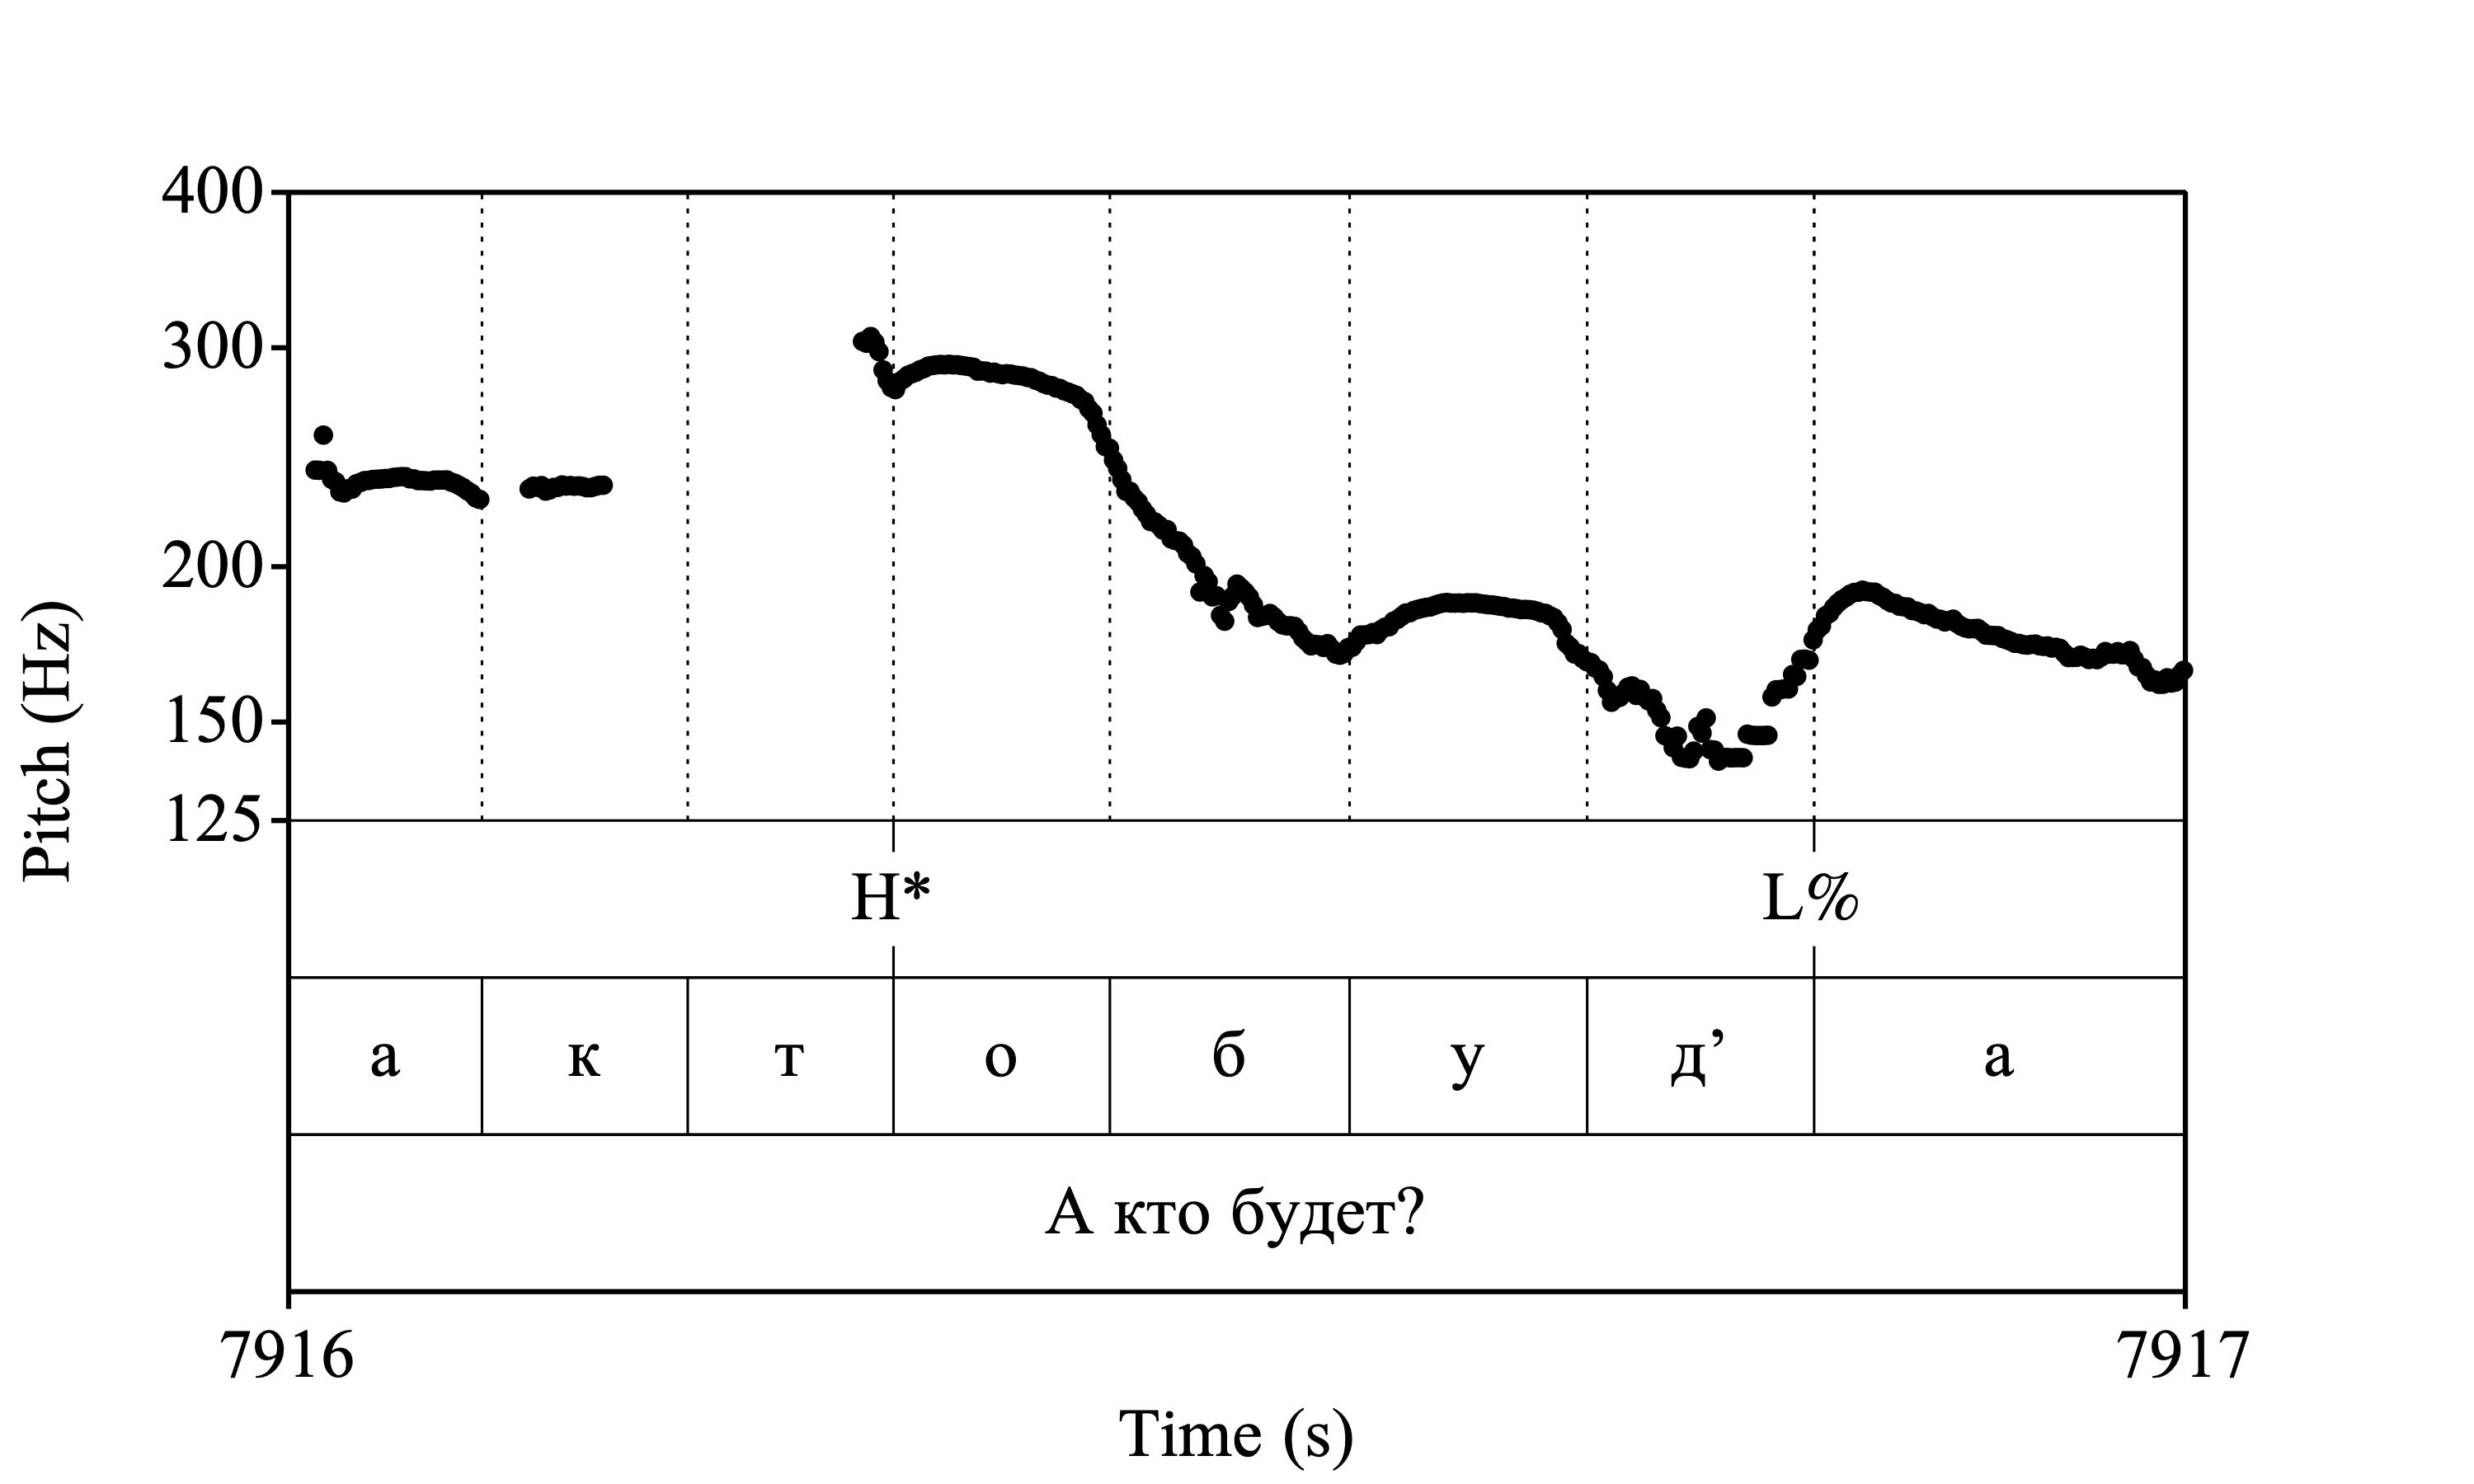 400
300
200
150
125
Pitch (Hz)
H* L%
а к т о б у д’ а
А кто будет?
7916 7917
Time (s)